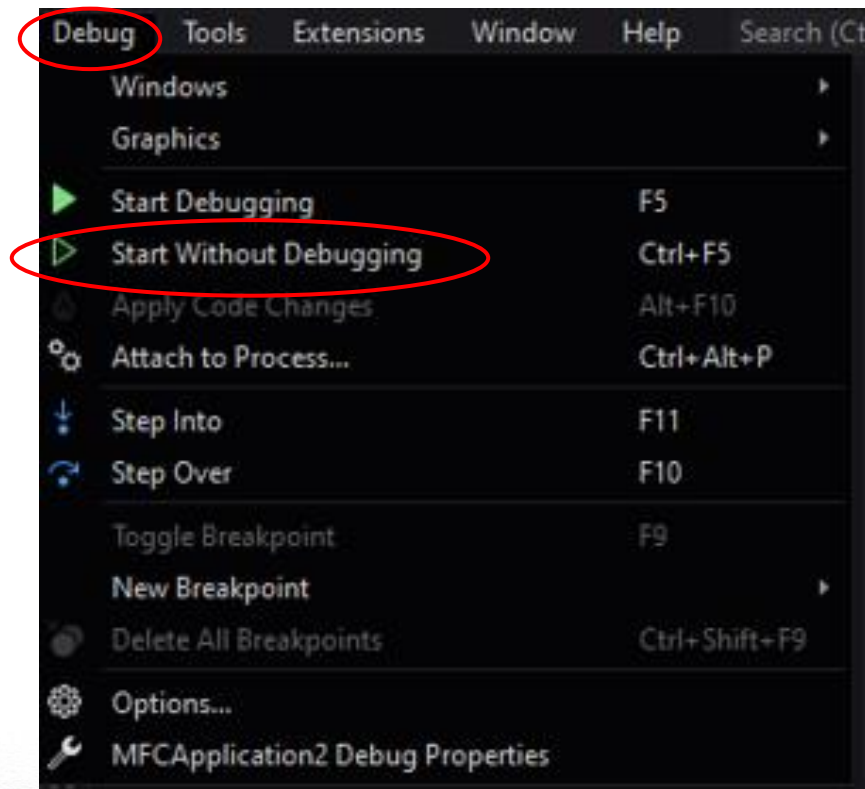 Debug Tools Extensions Window Help Search (Ct
Windows
Graphics
Start Debugging F5
Start Without Debugging Ctrl+F5
Apply Code Changes Alt+F10
Attach to Process... Ctrl+Alt+P
Step Into F11
Step Over F10
Toggle Breakpoint F9
New Breakpoint
Delete All Breakpoints Ctrl+Shift+F9
Options...
MFCApplication2 Debug Properties